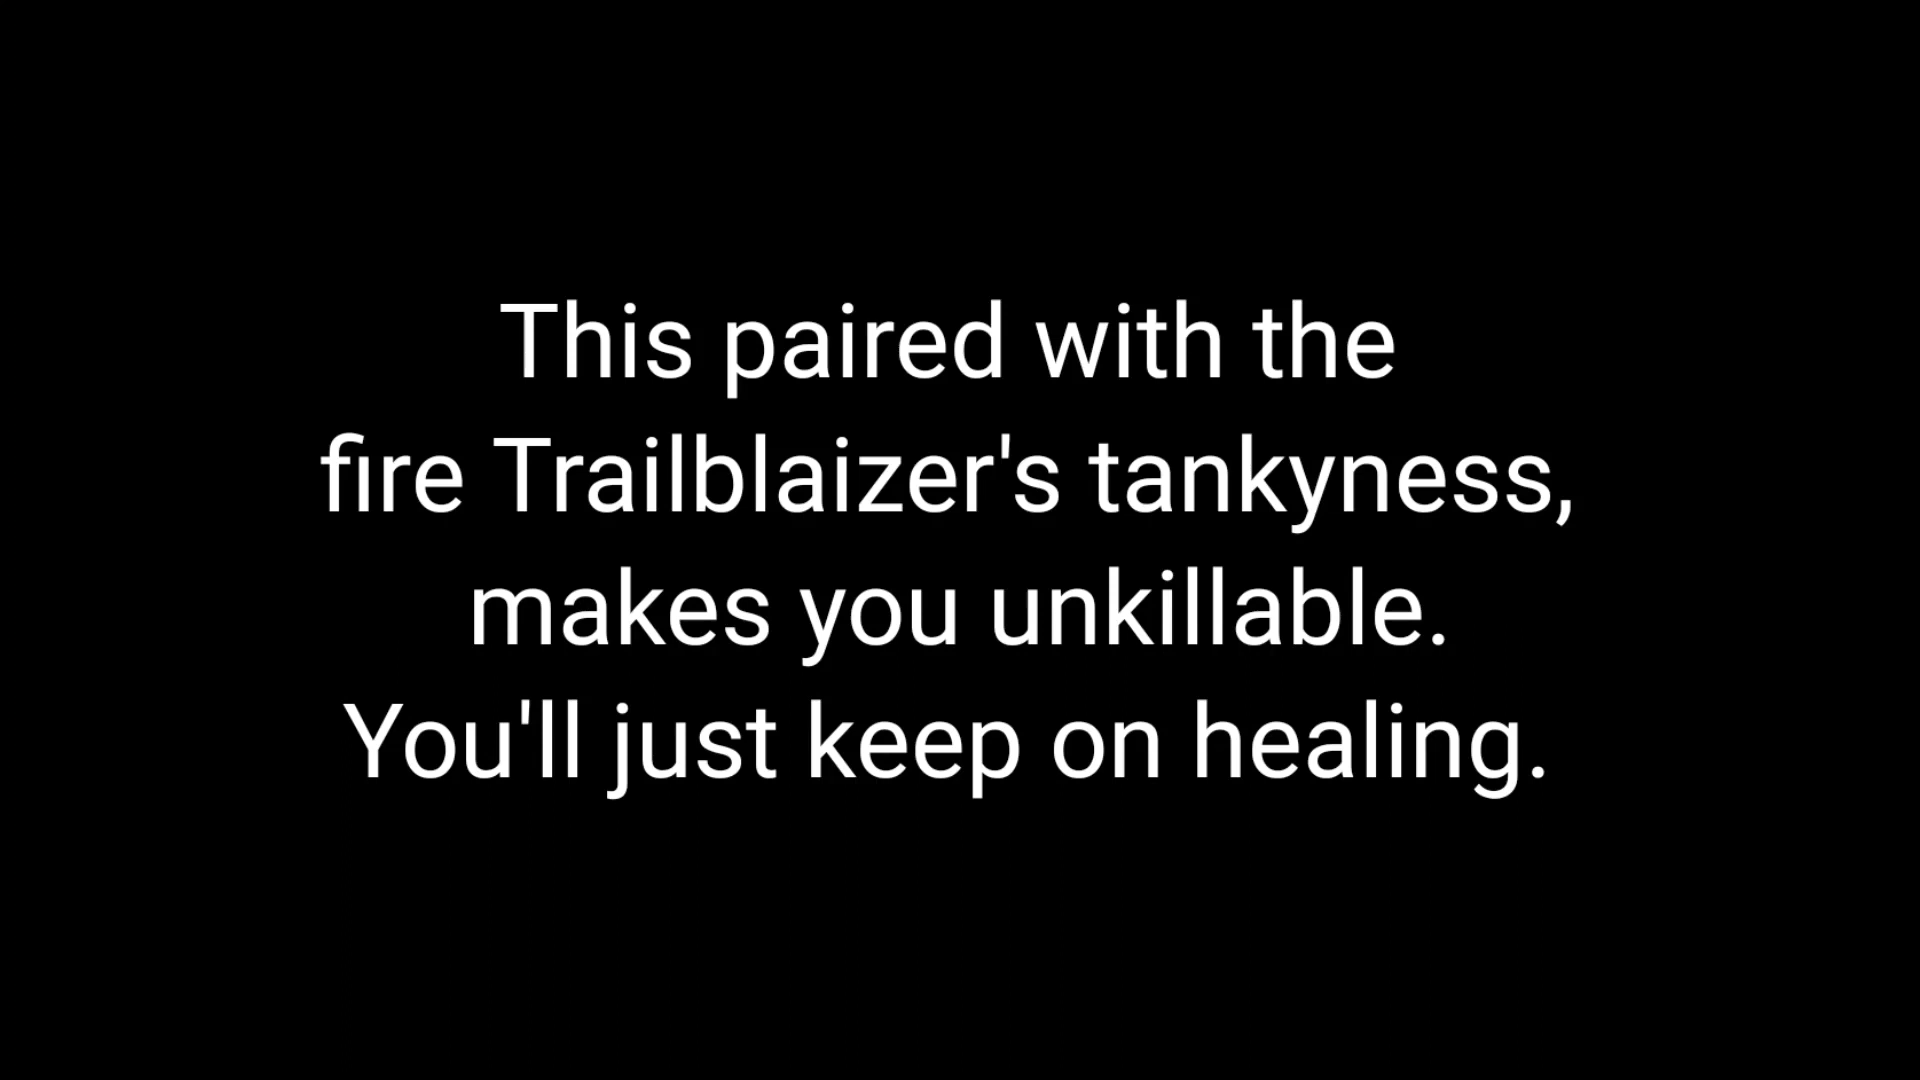 This paired with the
fire Trailblaizer's tankyness,
makes you unkillable.
You'll just keep on healing.